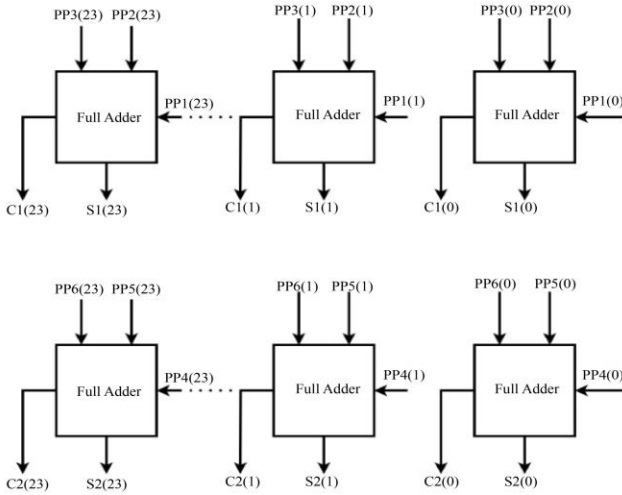 PP3(23) PP2(23) PP3(1) PP2(1) PP3(0) PP2(0)
PP1(23) PP1(1) PP1(0)
Full Adder Full Adder Full Adder
C1(23) S1(23) C1(1) S1(1) C1(0) S1(0)
PP6(23) PP5(23) PP6(1) PP5(1) PP6(0) PP5(0)
PP4(23) PP4(1) PP4(0)
Full Adder Full Adder Full Adder
C2(23) S2(23) C2(1) S2(1) C2(0) S2(0)